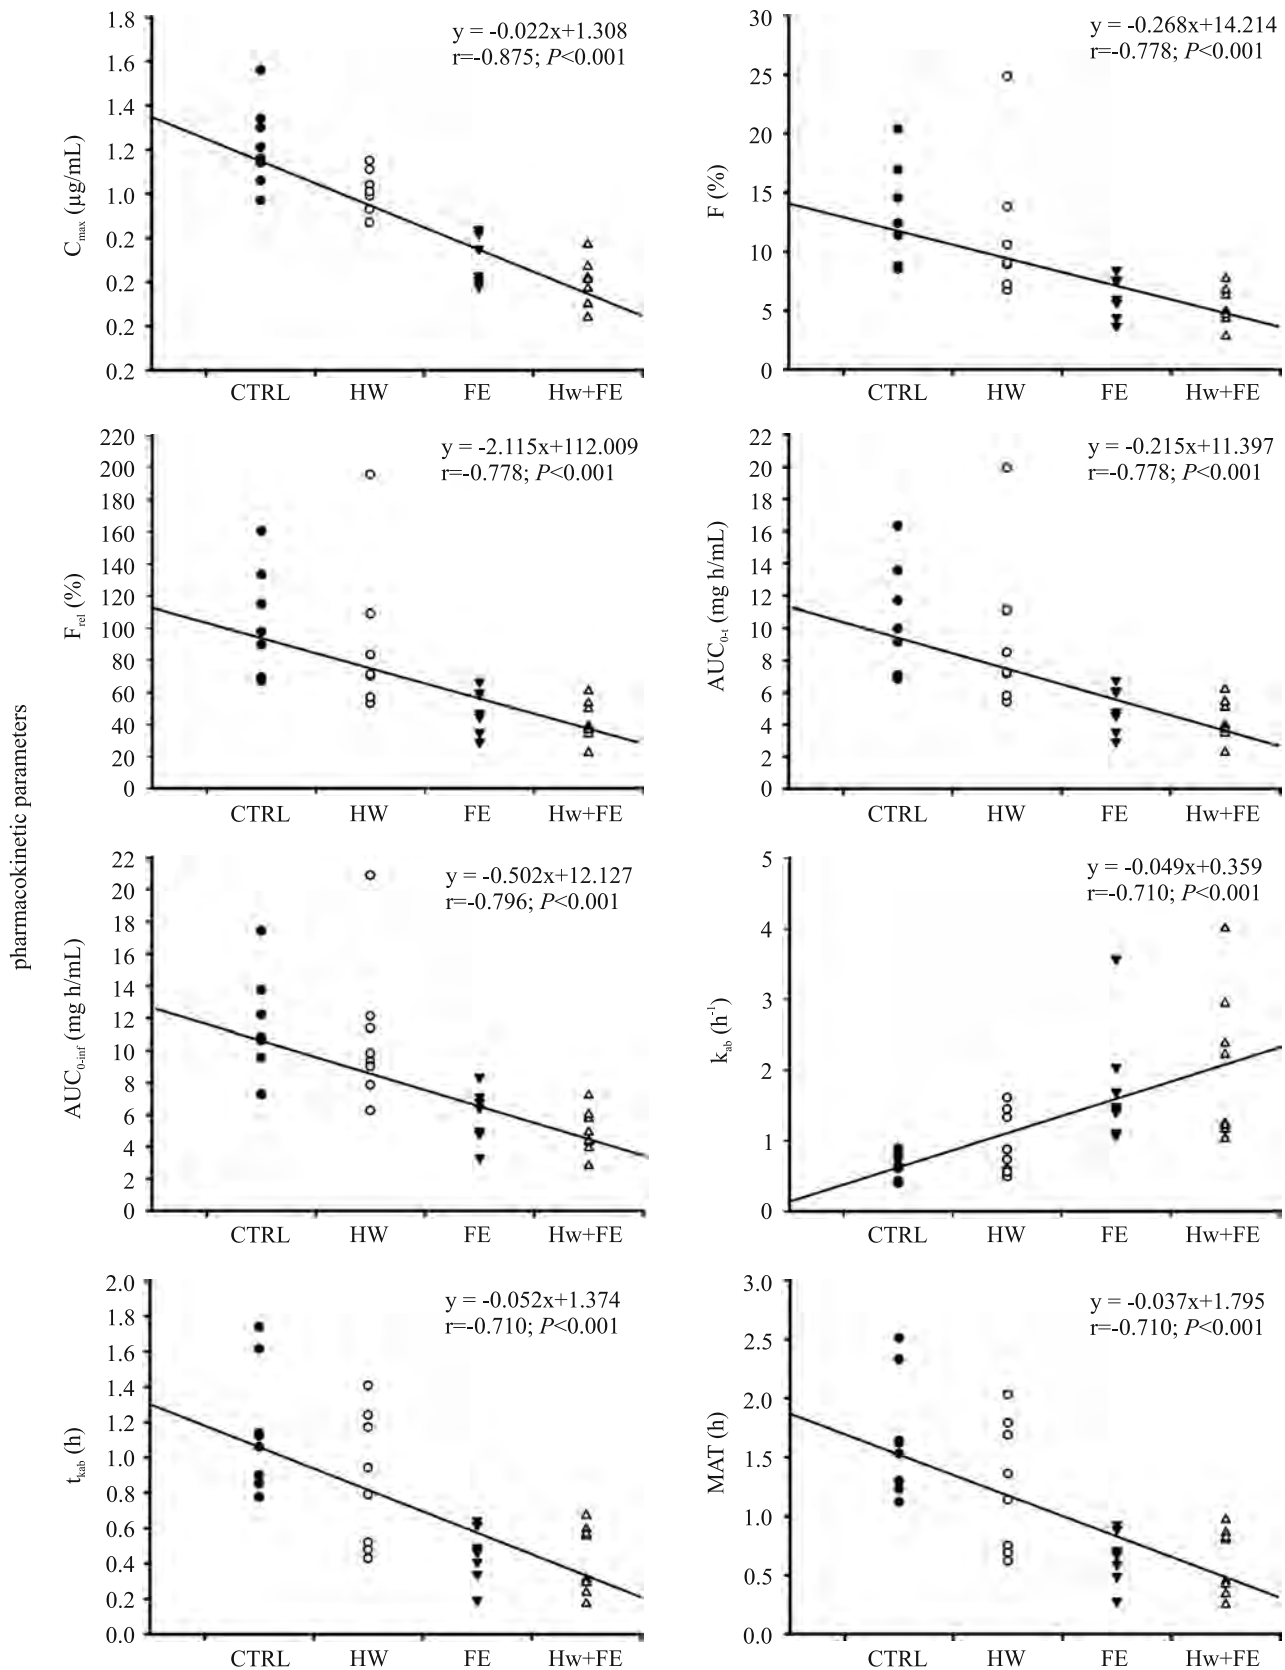 pharmacokinetic parameters
y = -0.022x+1.308
r=-0.875; P<0.001
Cmax (µg/mL)
1.8
1.6
1.4
1.2
1.0
0.2
0.2
0.2
0.2
CTRL HW FE Hw+FE
y = -0.268x+14.214
r=-0.778; P<0.001
F (%)
30
25
20
15
10
5
0
CTRL HW FE Hw+FE
y = -2.115x+112.009
r=-0.778; P<0.001
Frel (%)
220
200
180
160
140
120
100
80
60
40
20
0
CTRL HW FE Hw+FE
y = -0.215x+11.397
r=-0.778; P<0.001
AUC0-t (mg h/mL)
22
20
18
16
14
12
10
8
6
4
2
0
CTRL HW FE Hw+FE
y = -0.502x+12.127
r=-0.796; P<0.001
AUC0-inf (mg h/mL)
22
20
18
16
14
12
10
8
6
4
2
0
CTRL HW FE Hw+FE
y = -0.049x+0.359
r=-0.710; P<0.001
kab (h-1)
5
4
3
2
1
0
CTRL HW FE Hw+FE
y = -0.052x+1.374
r=-0.710; P<0.001
tkab (h)
2.0
1.8
1.6
1.4
1.2
1.0
0.8
0.6
0.4
0.2
0.0
CTRL HW FE Hw+FE
y = -0.037x+1.795
r=-0.710; P<0.001
MAT (h)
3.0
2.5
2.0
1.5
1.0
0.5
0.0
CTRL HW FE Hw+FE